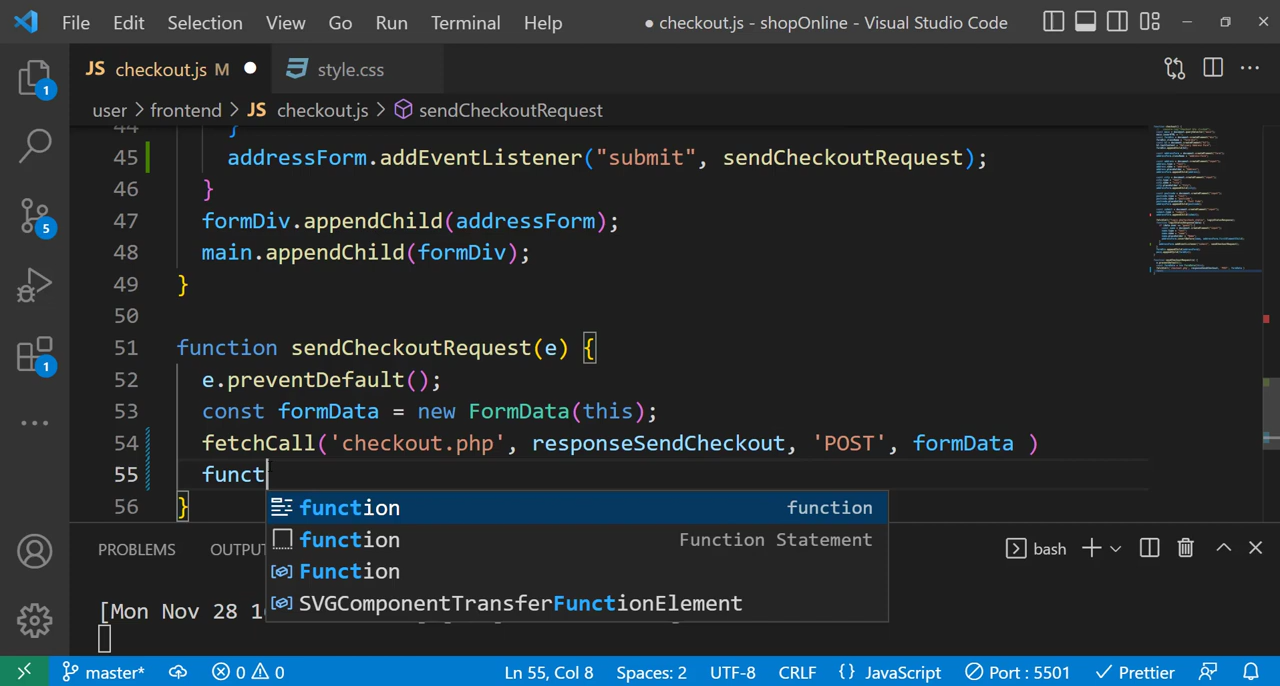 File Edit Selection View Go Run Terminal Help ● checkout.js - shopOnline - Visual Studio Code
JS checkout.js M ● style.css
user > frontend > JS checkout.js > sendCheckoutRequest
44 }
45 addressForm.addEventListener("submit", sendCheckoutRequest);
46 }
47 formDiv.appendChild(addressForm);
48 main.appendChild(formDiv);
49 }
50
51 function sendCheckoutRequest(e) {
52 e.preventDefault();
53 const formData = new FormData(this);
54 fetchCall('checkout.php', responseSendCheckout, 'POST', formData )
55 funct
56 }
function function
function Function Statement
Function
SVGComponentTransferFunctionElement
PROBLEMS OUTPU bash
[Mon Nov 28 1
1
5
1
master* 0 0 Ln 55, Col 8 Spaces: 2 UTF-8 CRLF {} JavaScript Port : 5501 Prettier